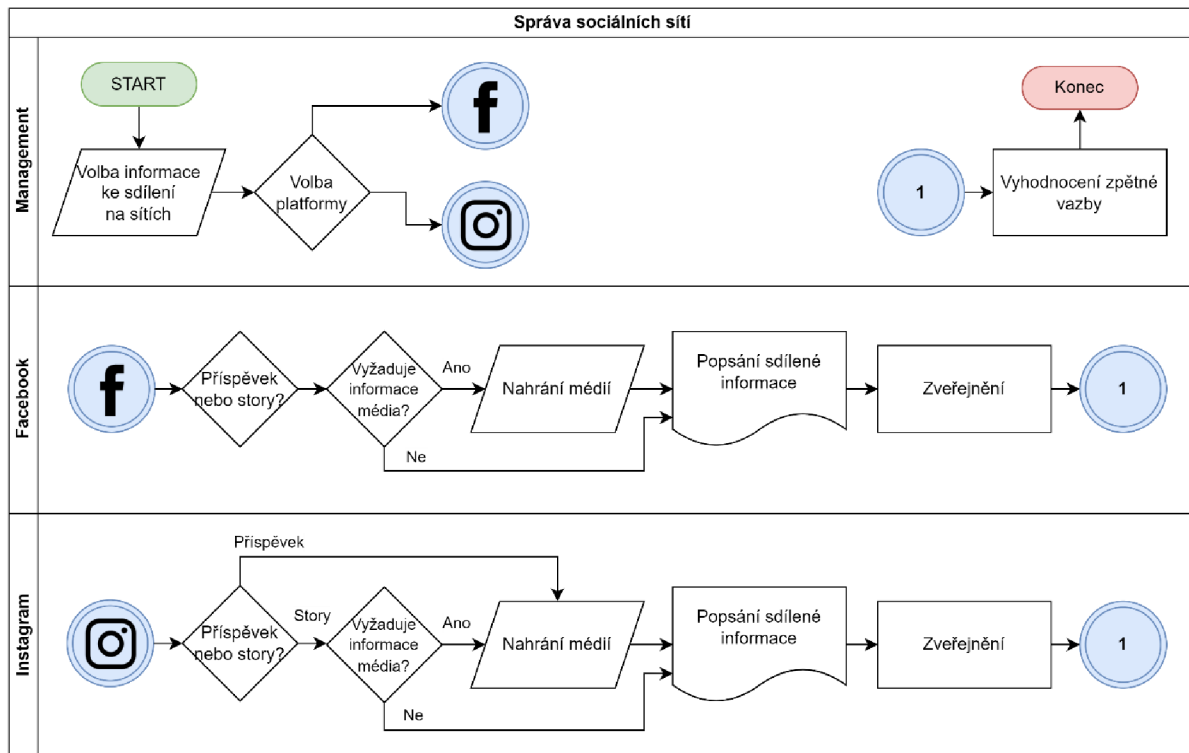 Správa sociálních sítí
Management
START
Volba informace
ke sdílení
na sítích
Volba
platformy
1
Vyhodnocení zpětné
vazby
Konec
Facebook
Příspěvek
nebo story?
Vyžaduje
informace
média?
Ano
Ne
Nahrání médií
Popsání sdílené
informace
Zveřejnění
1
Instagram
Příspěvek
nebo story?
Příspěvek
Story
Vyžaduje
informace
média?
Ano
Ne
Nahrání médií
Popsání sdílené
informace
Zveřejnění
1